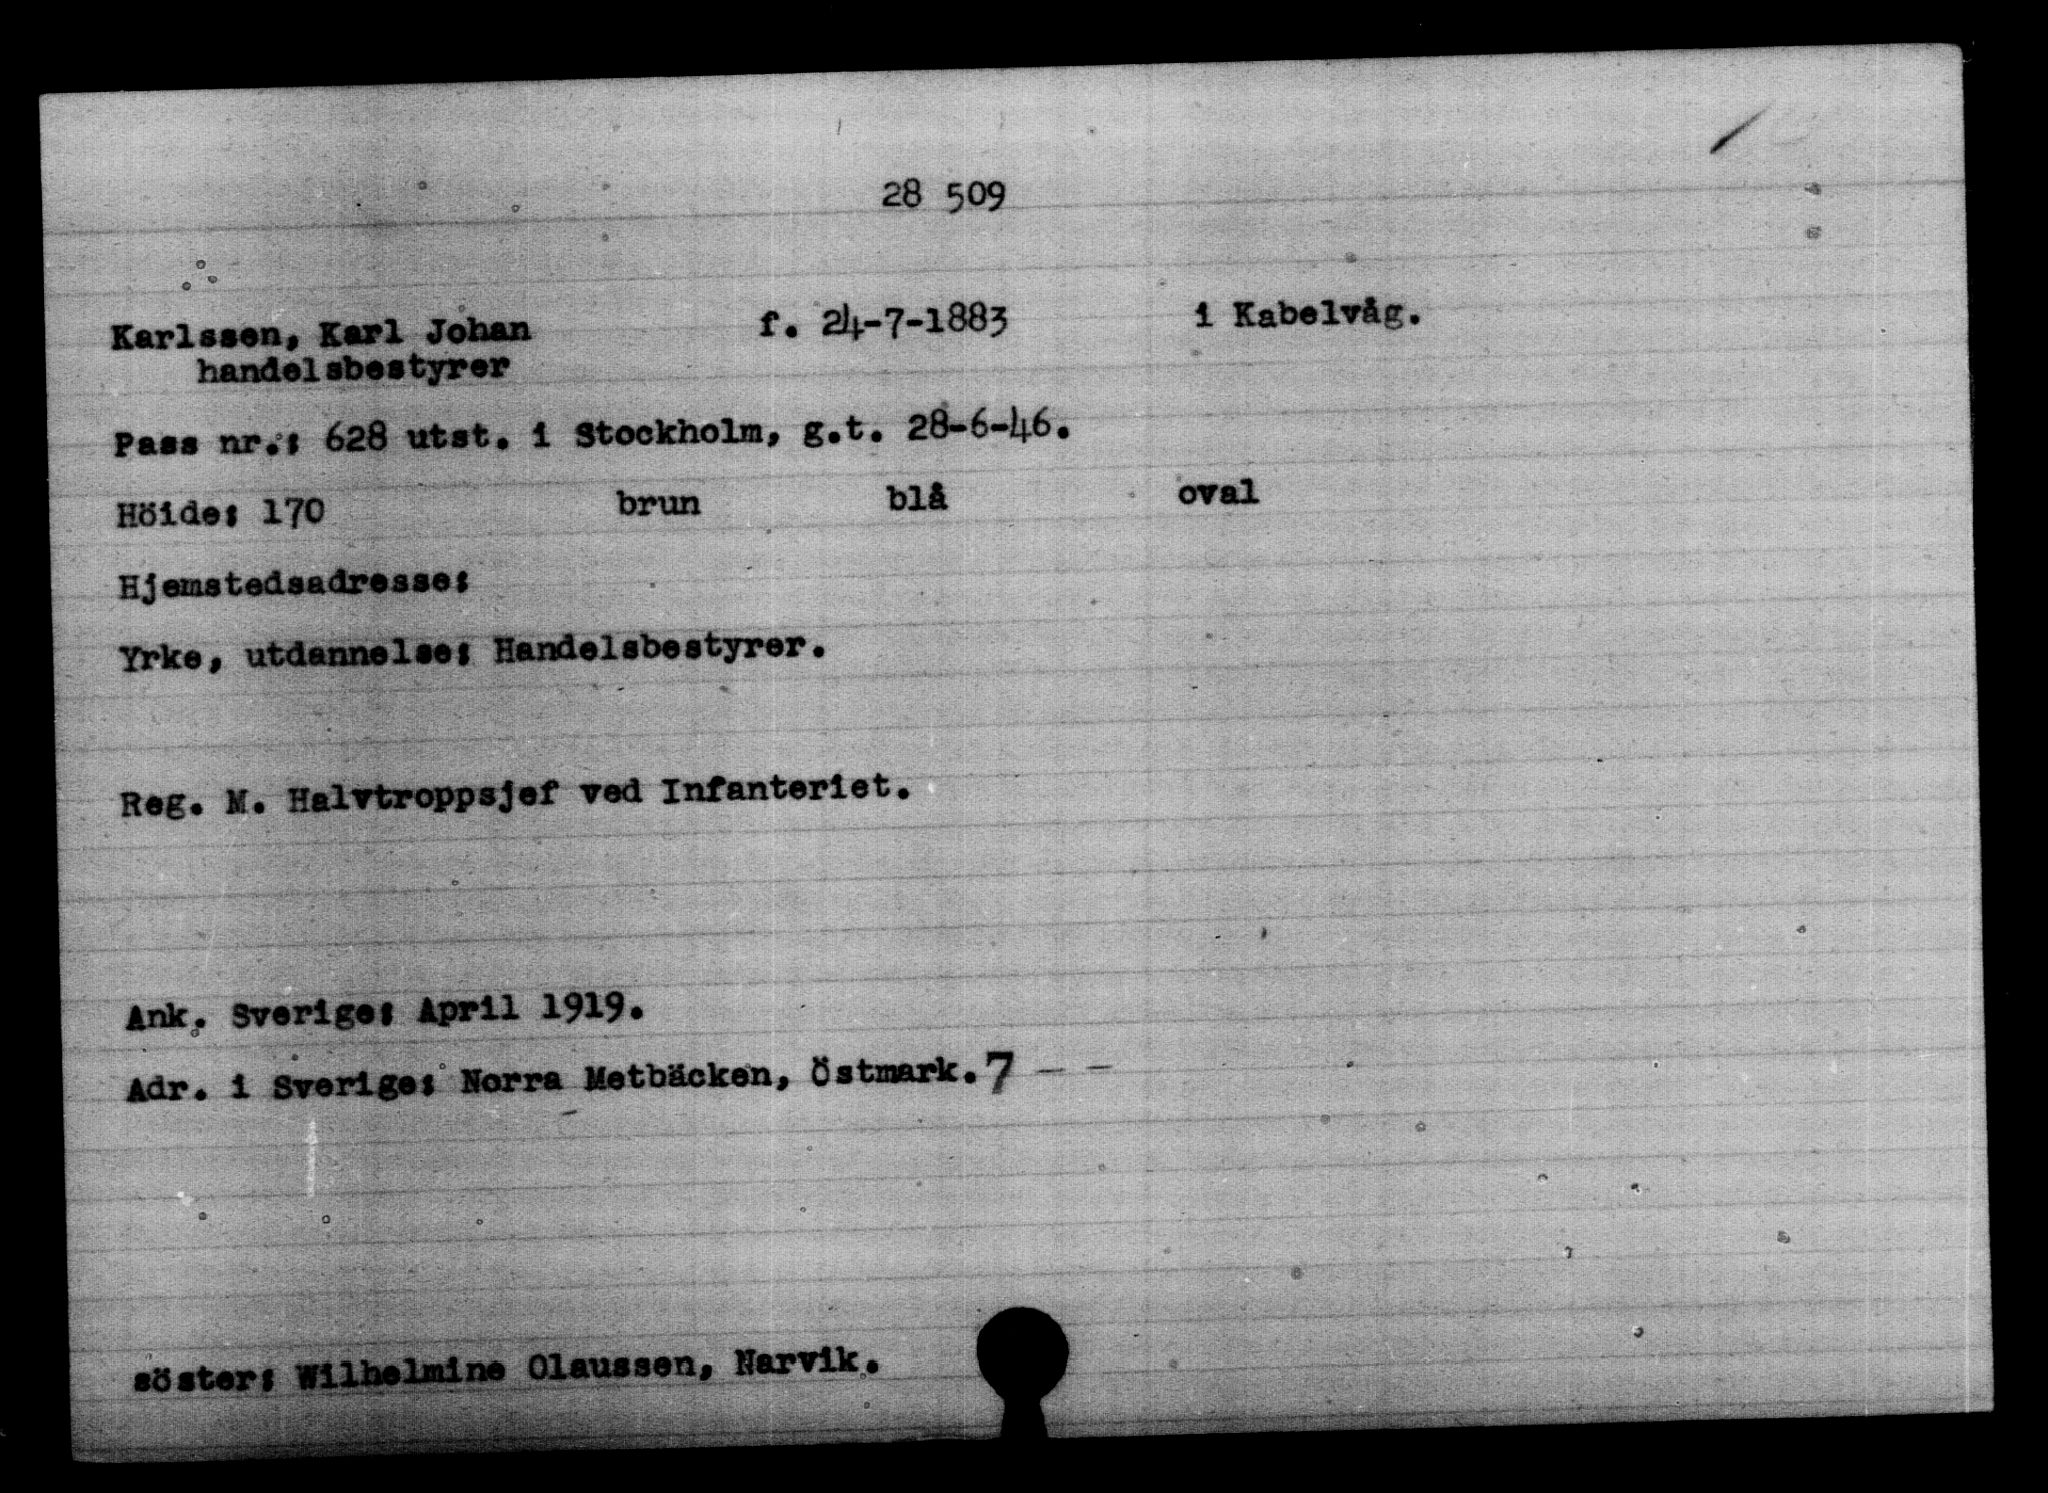 28 509
Karlssen, Karl Johan f. 24-7-1883 i Kabelvåg.
handelsbestyrer
Pass nr.: 628 utst. i Stockholm, g.t. 28-6-46.
Höide: 170 brun blå oval
Hjemstedsadresse:
Yrke, utdannelse: Handelsbestyrer.
Reg. M. Halvtroppsjef ved Infanteriet.
Ank. Sverige: April 1919.
Adr. i Sverige: Norra Metbäcken, Östmark. 7 - -
söster: Wilhelmine Olaussen, Narvik.